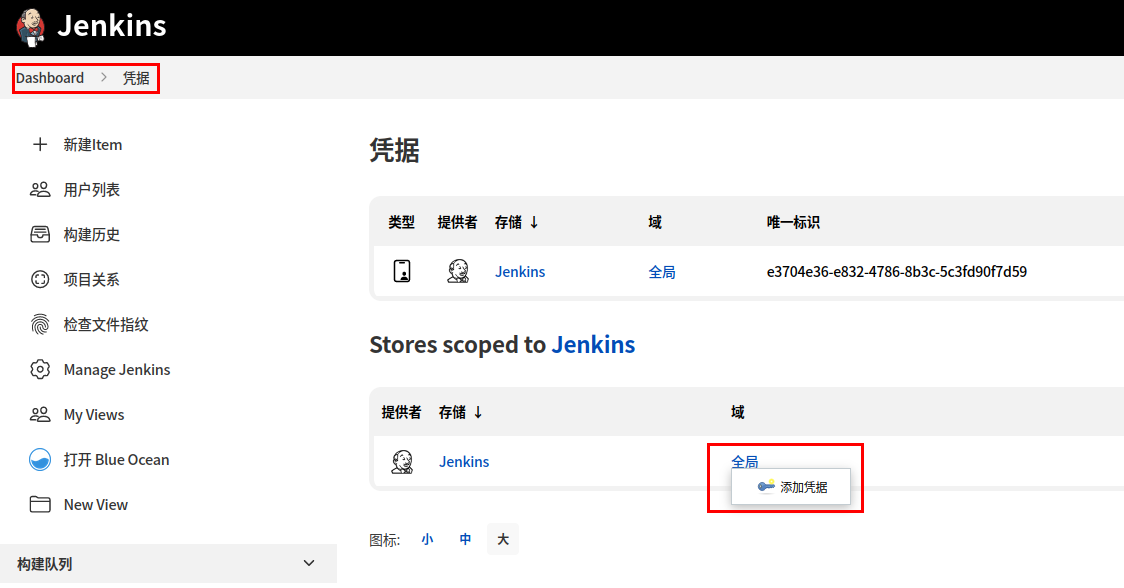 Jenkins
Dashboard > 凭据
新建Item
用户列表
构建历史
项目关系
检查文件指纹
Manage Jenkins
My Views
打开 Blue Ocean
New View
构建队列
凭据
类型 提供者 存储 ↓ 域 唯一标识
Jenkins 全局 e3704e36-e832-4786-8b3c-5c3fd90f7d59
Stores scoped to Jenkins
提供者 存储 ↓ 域
Jenkins 全局
添加凭据
图标: 小 中 大